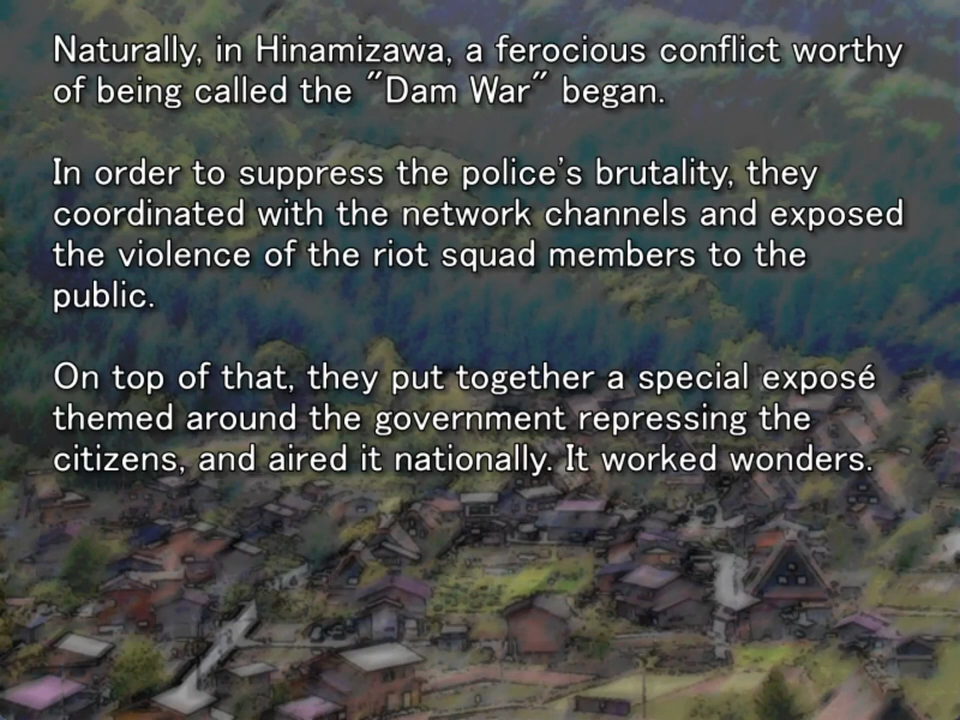 Naturally, in Hinamizawa, a ferocious conflict worthy
of being called the "Dam War" began.
In order to suppress the police's brutality, they
coordinated with the network channels and exposed
the violence of the riot squad members to the
public.
On top of that, they put together a special exposé
themed around the government repressing the
citizens, and aired it nationally. It worked wonders.